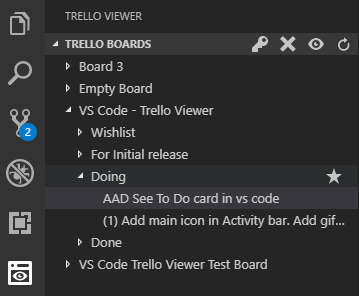 TRELLO VIEWER
TRELLO BOARDS
Board 3
Empty Board
VS Code - Trello Viewer
Wishlist
For Initial release
2
Doing
AAD See To Do card in vs code
(1) Add main icon in Activity bar. Add gif...
Done
VS Code Trello Viewer Test Board